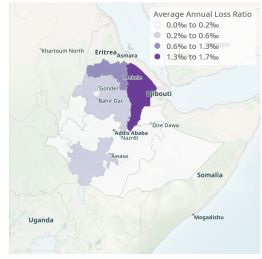 Average Annual Loss Ratio
0.0‰ to 0.2‰
0.2‰ to 0.6‰
0.6‰ to 1.3‰
1.3‰ to 1.7‰
Khartoum North
Eritrea
Asmara
Mekele
Gonder
Bahir Dar
Djibouti
Dire Dawa
Addis Ababa
Nazret
Awasa
Somalia
Mogadishu
Uganda